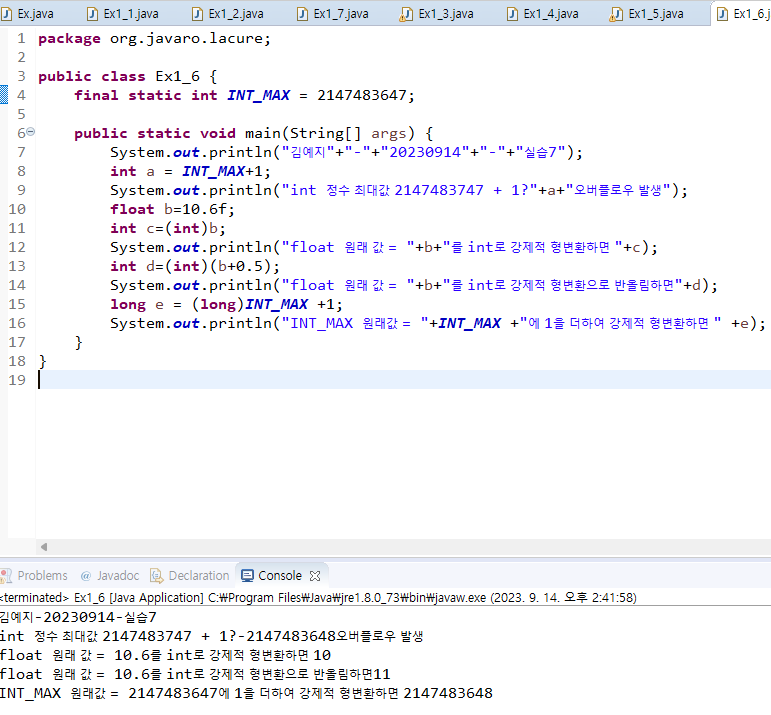 Ex.java Ex1_1.java Ex1_2.java Ex1_7.java Ex1_3.java Ex1_4.java Ex1_5.java Ex1_6.j
1 package org.javaro.lacure;
2
3 public class Ex1_6 {
4 final static int INT_MAX = 2147483647;
5
6 public static void main(String[] args) {
7 System.out.println("김예지"+"-"+"20230914"+"-"+"실습7");
8 int a = INT_MAX+1;
9 System.out.println("int 정수 최대값 2147483747 + 1?"+a+"오버플로우 발생");
10 float b=10.6f;
11 int c=(int)b;
12 System.out.println("float 원래 값 = "+b+"를 int로 강제적 형변환하면 "+c);
13 int d=(int)(b+0.5);
14 System.out.println("float 원래 값 = "+b+"를 int로 강제적 형변환으로 반올림하면"+d);
15 long e = (long)INT_MAX +1;
16 System.out.println("INT_MAX 원래값 = "+INT_MAX +"에 1을 더하여 강제적 형변환하면 " +e);
17 }
18 }
19
Problems @ Javadoc Declaration Console
<terminated> Ex1_6 [Java Application] C:₩Program Files₩Java₩jre1.8.0_73₩bin₩javaw.exe (2023. 9. 14. 오후 2:41:58)
김예지-20230914-실습7
int 정수 최대값 2147483747 + 1?-2147483648오버플로우 발생
float 원래 값 = 10.6를 int로 강제적 형변환하면 10
float 원래 값 = 10.6를 int로 강제적 형변환으로 반올림하면11
INT_MAX 원래값 = 2147483647에 1을 더하여 강제적 형변환하면 2147483648